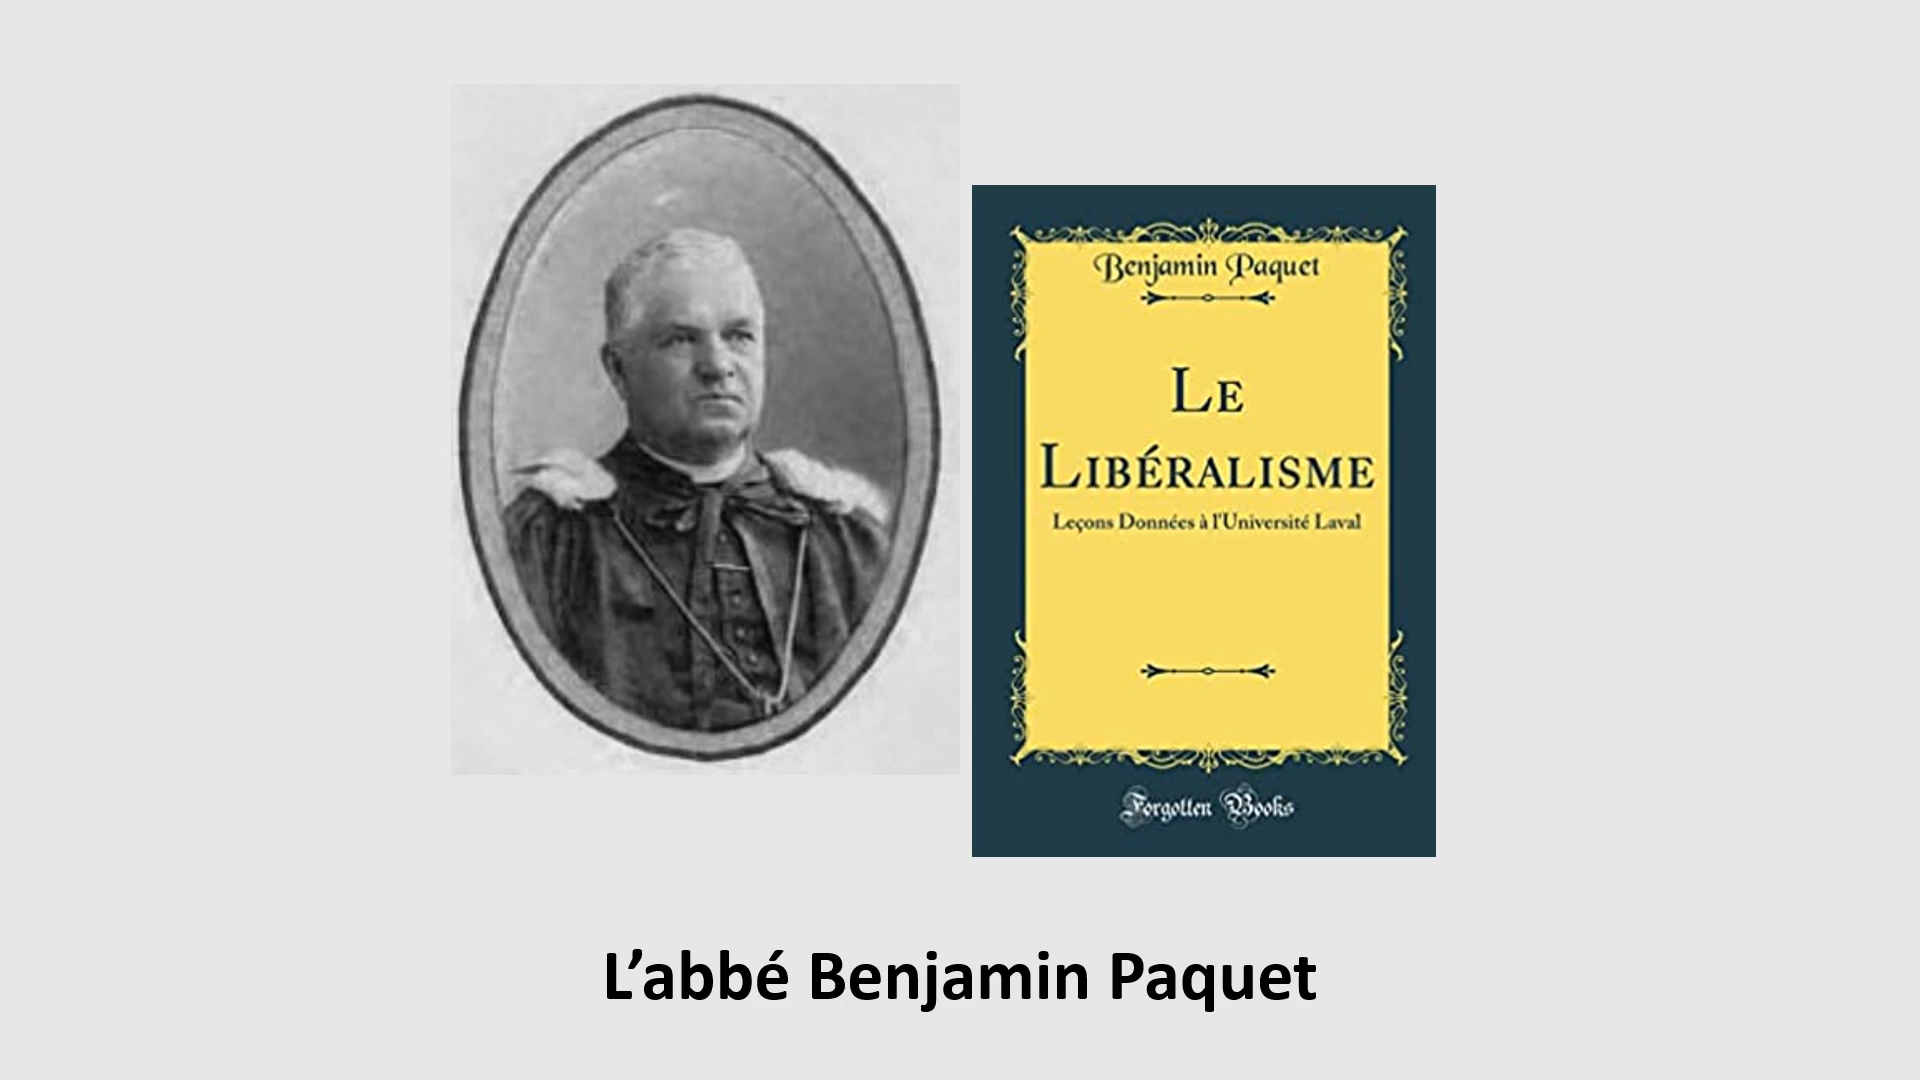 Benjamin Paquet
Le
Libéralisme
Leçons Données à l'Université Laval
Forgotten Books
L’abbé Benjamin Paquet